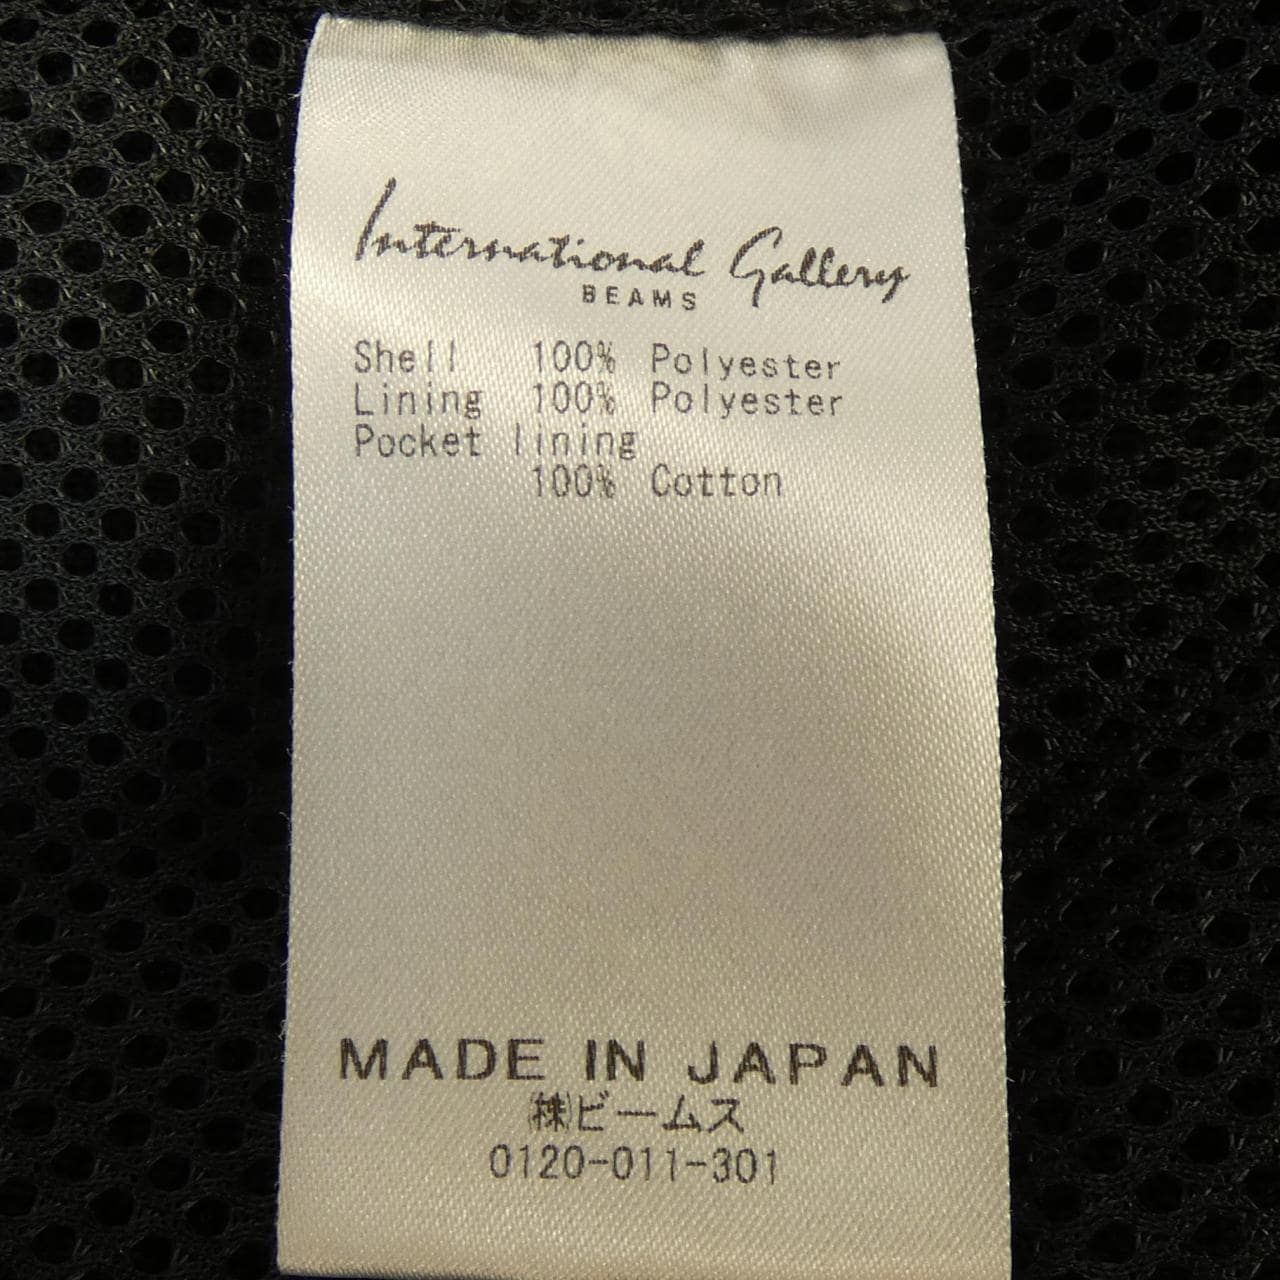 International Gallery
BEAMS
Shell 100% Polyester
Lining 100% Polyester
Pocket lining
100% Cotton
MADE IN JAPAN
㈱ビームス
0120-011-301